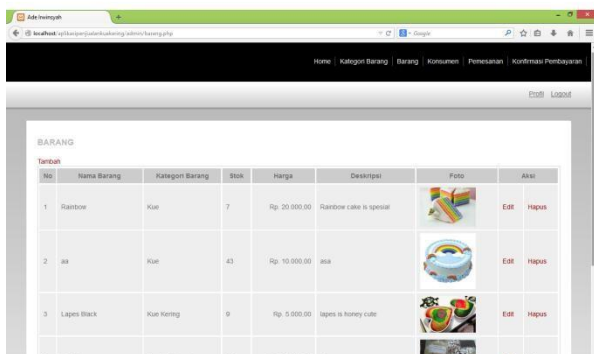 Ade Irwinsyah
localhost/aplikasipenjualankuekering/admin/barang.php
Google
Home Kategori Barang Barang Konsumen Pemesanan Konfirmasi Pembayaran
Profil Logout
BARANG
Tambah
No Nama Barang Kategori Barang Stok Harga Deskripsi Foto Aksi
1 Rainbow Kue 7 Rp. 20.000,00 Rainbow cake is spesial Edit Hapus
2 aa Kue 43 Rp. 10.000,00 asa Edit Hapus
3 Lapes Black Kue Kering 9 Rp. 5.000,00 lapes is honey cute Edit Hapus